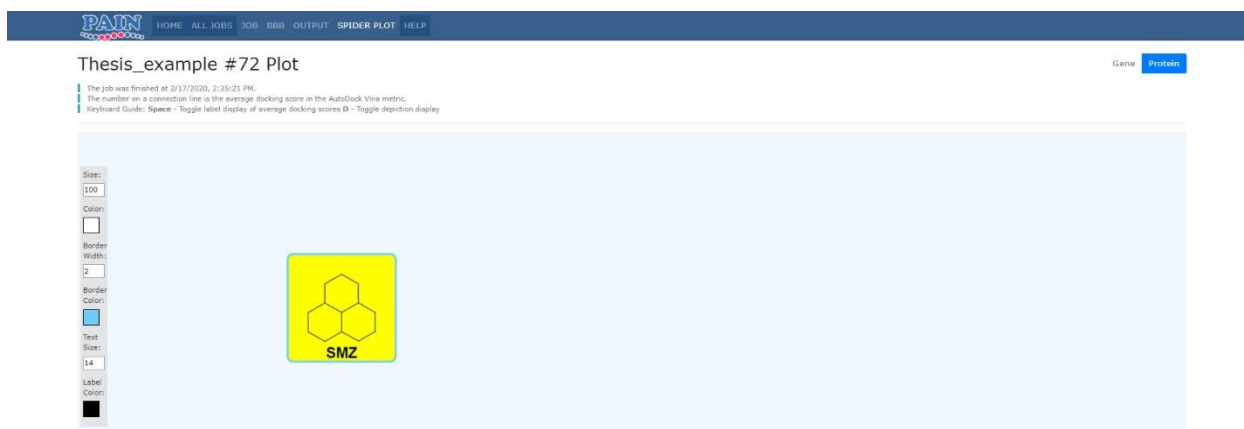 PAIN HOME ALL JOBS JOB BBB OUTPUT SPIDER PLOT HELP
Thesis_example #72 Plot
Gene Protein
The job was finished at 2/17/2020, 2:35:21 PM.
The number on a connection line is the average docking score in the AutoDock Vina metric.
Keyboard Guide: Space - Toggle label display of average docking scores D - Toggle depiction display
Size:
100
Color:
Border
Width:
2
Border
Color:
Text
Size:
14
Label
Color:
SMZ